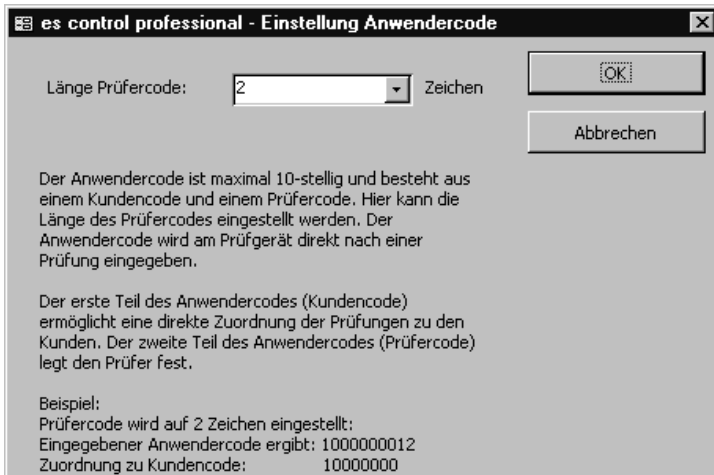 es control professional - Einstellung Anwendercode
Länge Prüfercode: 2 Zeichen
OK
Abbrechen
Der Anwendercode ist maximal 10-stellig und besteht aus
einem Kundencode und einem Prüfercode. Hier kann die
Länge des Prüfercodes eingestellt werden. Der
Anwendercode wird am Prüfgerät direkt nach einer
Prüfung eingegeben.
Der erste Teil des Anwendercodes (Kundencode)
ermöglicht eine direkte Zuordnung der Prüfungen zu den
Kunden. Der zweite Teil des Anwendercodes (Prüfercode)
legt den Prüfer fest.
Beispiel:
Prüfercode wird auf 2 Zeichen eingestellt:
Eingegebener Anwendercode ergibt: 1000000012
Zuordnung zu Kundencode: 10000000